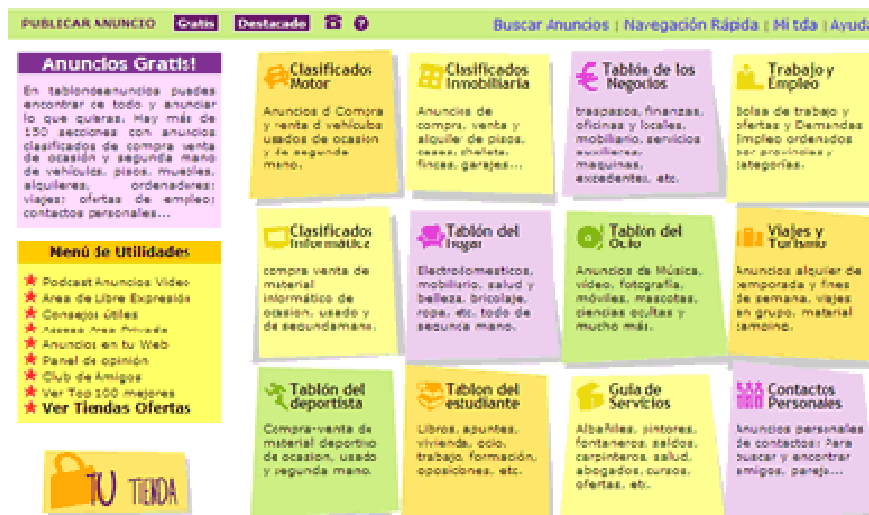 PUBLICAR ANUNCIO Gratis Destacado
Buscar Anuncios | Navegación Rápida | Mi tda | Ayuda
Anuncios Gratis!
En tablondeanuncios puedes
encontrar de todo y anunciar
lo que quieras. Hay más de
150 secciones con anuncios
clasificados de compra venta
de ocasión y segunda mano
de vehículos, pisos, muebles,
alquileres, ordenadores;
viajes; ofertas de empleo;
contactos personales...
Menú de Utilidades
Podcast Anuncios Video
Area de Libre Expresión
Consejos útiles
Acceso Area Privada
Anuncios en tu Web
Panel de opinión
Club de Amigos
Ver Top 100 mejores
Ver Tiendas Ofertas
TU TIENDA
Clasificados
Motor
Anuncios d Compra
y venta d vehículos
usados de ocasion
y de segunda
mano.
Clasificados
Inmobiliaria
Anuncios de
compra, venta y
alquiler de pisos,
casas, chalets,
fincas, garajes...
Tablón de los
Negocios
traspasos, finanzas,
oficinas y locales,
mobiliario, servicios
auxiliares,
maquinas,
excedentes, etc.
Trabajo y
Empleo
Bolsa de trabajo y
ofertas y Demandas
Empleo ordenados
por provincias y
categorías.
Clasificados
Informática
compra venta de
material
informático de
ocasion, usado y
de segundamano.
Tablón del
hogar
Electrodomesticos,
mobiliario, salud y
belleza, bricolaje,
ropa, etc. todo de
segunda mano.
Tablón del
Ocio
Anuncios de Música,
video, fotografía,
móviles, mascotas,
ciencias ocultas y
mucho más.
Viajes y
Turismo
Anuncios alquiler de
temporada y fines
de semana, viajes
en grupo, material
camping.
Tablón del
deportista
Compra-venta de
material deportivo
de ocasion, usado
y segunda mano.
Tablon del
estudiante
Libros, apuntes,
vivienda, ocio,
trabajo, formación,
oposiciones, etc.
Guía de
Servicios
Albañiles, pintores,
fontaneros, saldos,
carpinteros, salud,
abogados, cursos,
ofertas, etc.
Contactos
Personales
Anuncios personales
de contactos: Para
buscar y encontrar
amigos, pareja...